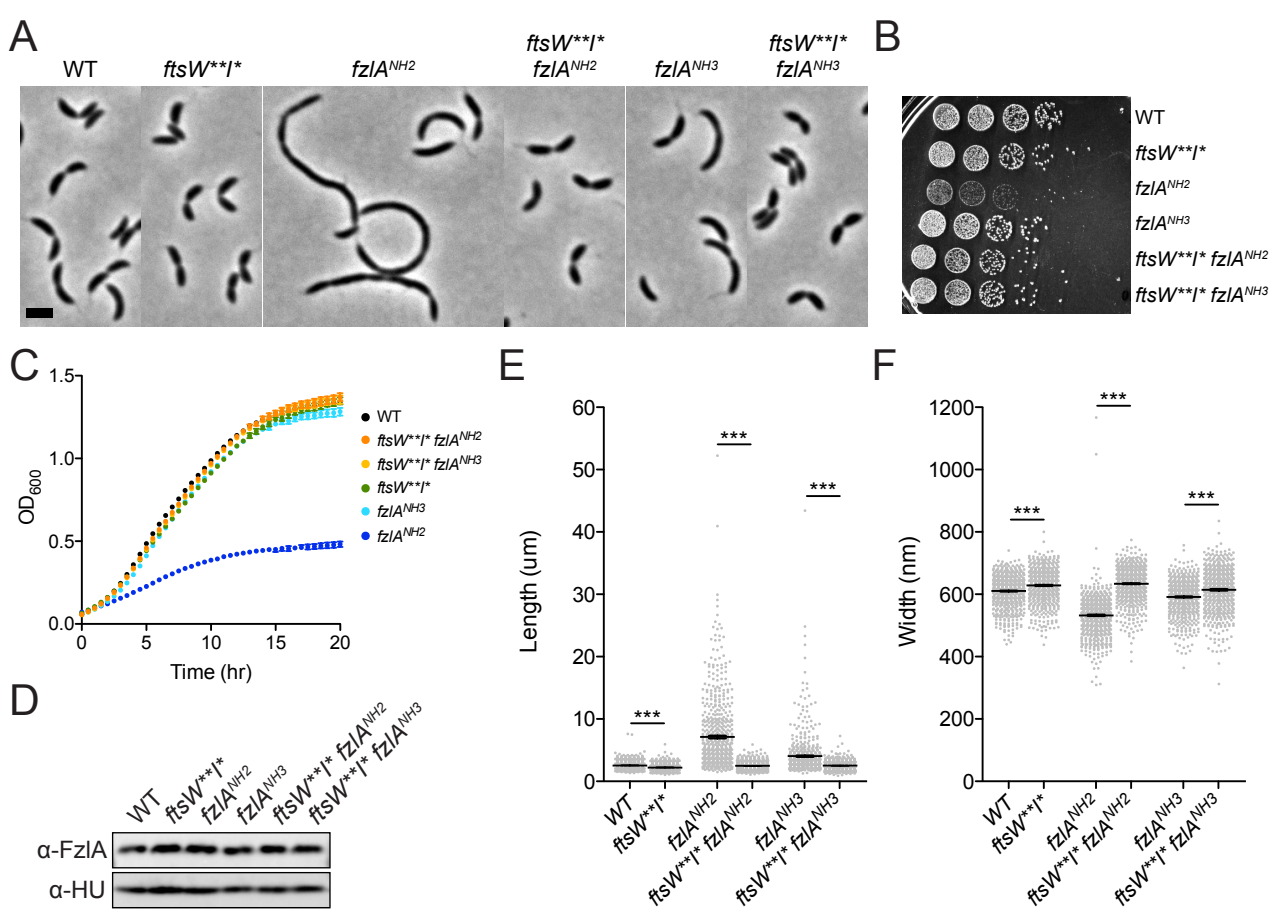 A
WT
ftsW**I*
fzlA^NH2
ftsW**I*
fzlA^NH2
fzlA^NH3
ftsW**I*
fzlA^NH3
B
WT
ftsW**I*
fzlA^NH2
fzlA^NH3
ftsW**I* fzlA^NH2
ftsW**I* fzlA^NH3
C
1.5
1.0
0.5
0.0
OD600
0
5
10
15
20
Time (hr)
WT
ftsW**I* fzlA^NH2
ftsW**I* fzlA^NH3
ftsW**I*
fzlA^NH3
fzlA^NH2
D
WT
ftsW**I*
fzlA^NH2
fzlA^NH3
ftsW**I* fzlA^NH2
ftsW**I* fzlA^NH3
α-FzlA
α-HU
E
60
50
40
30
20
10
0
Length (um)
***
***
***
WT
ftsW**I*
fzlA^NH2
ftsW**I* fzlA^NH2
fzlA^NH3
ftsW**I* fzlA^NH3
F
1200
1000
800
600
400
200
0
Width (nm)
***
***
***
WT
ftsW**I*
fzlA^NH2
ftsW**I* fzlA^NH2
fzlA^NH3
ftsW**I* fzlA^NH3